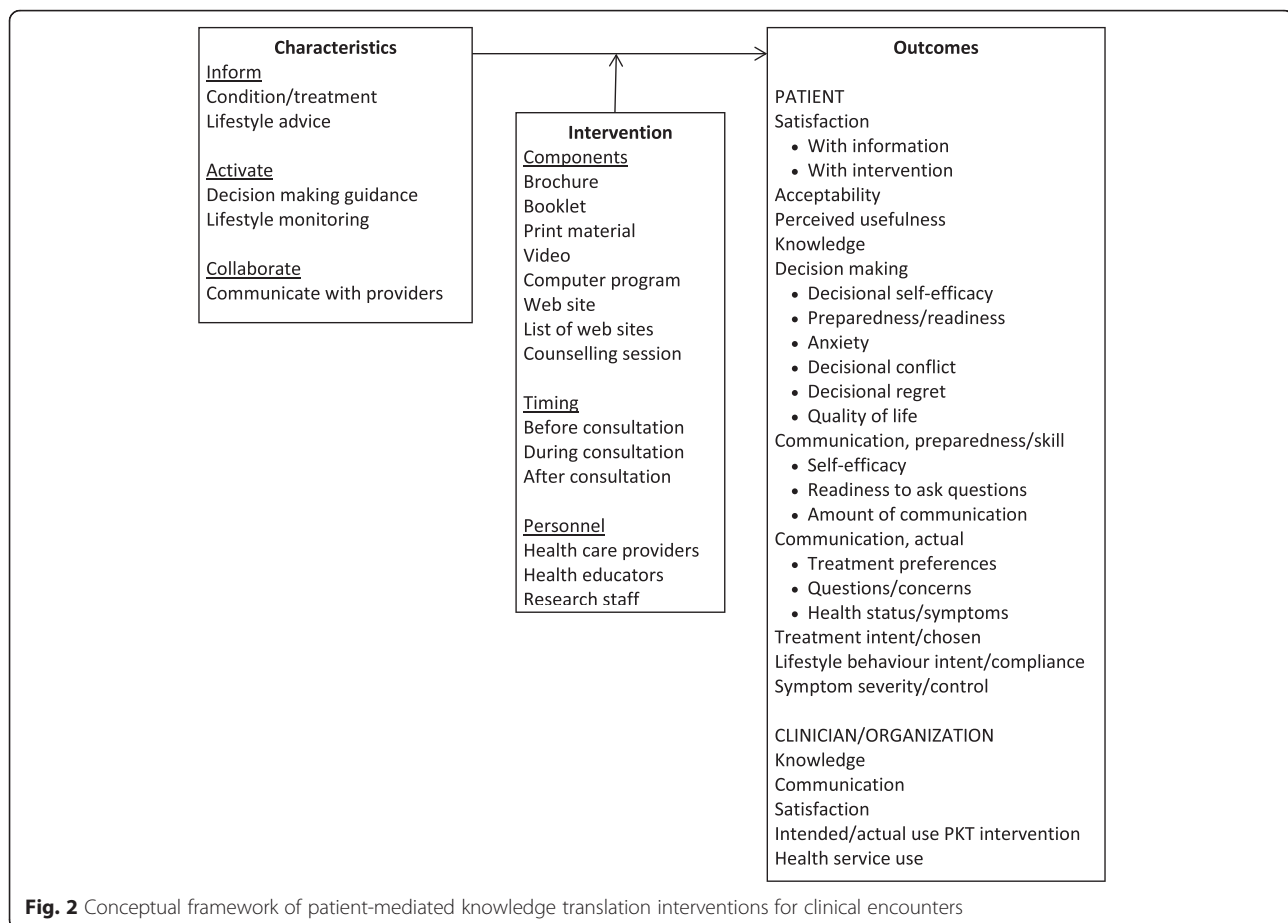 Characteristics
Inform
Condition/treatment
Lifestyle advice
Activate
Decision making guidance
Lifestyle monitoring
Collaborate
Communicate with providers
Intervention
Components
Brochure
Booklet
Print material
Video
Computer program
Web site
List of web sites
Counselling session
Timing
Before consultation
During consultation
After consultation
Personnel
Health care providers
Health educators
Research staff
Outcomes
PATIENT
Satisfaction
• With information
• With intervention
Acceptability
Perceived usefulness
Knowledge
Decision making
• Decisional self-efficacy
• Preparedness/readiness
• Anxiety
• Decisional conflict
• Decisional regret
• Quality of life
Communication, preparedness/skill
• Self-efficacy
• Readiness to ask questions
• Amount of communication
Communication, actual
• Treatment preferences
• Questions/concerns
• Health status/symptoms
Treatment intent/chosen
Lifestyle behaviour intent/compliance
Symptom severity/control
CLINICIAN/ORGANIZATION
Knowledge
Communication
Satisfaction
Intended/actual use PKT intervention
Health service use
Fig. 2 Conceptual framework of patient-mediated knowledge translation interventions for clinical encounters